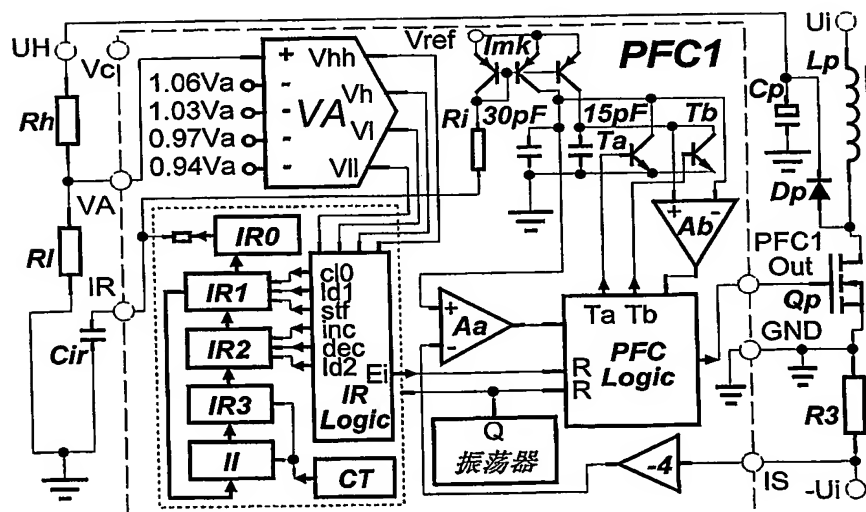 UH
Vc
Rh
VA
Rl
IR
Cir
1.06Va
1.03Va
0.97Va
0.94Va
+
-
-
-
-
VA
Vhh
Vh
Vl
Vll
Vref
Imk
PFC1
Ri
30pF
15pF
Ta
Tb
+
-
Ab
Ui
Lp
Cp
Dp
PFC1
Out
Qp
GND
R3
IS
-Ui
IR0
IR1
IR2
IR3
II
CT
cl0
ld1
stf
inc
dec
ld2
Ei
IR
Logic
+
-
Aa
Ta Tb
PFC
Logic
R
R
Q
振荡器
-4